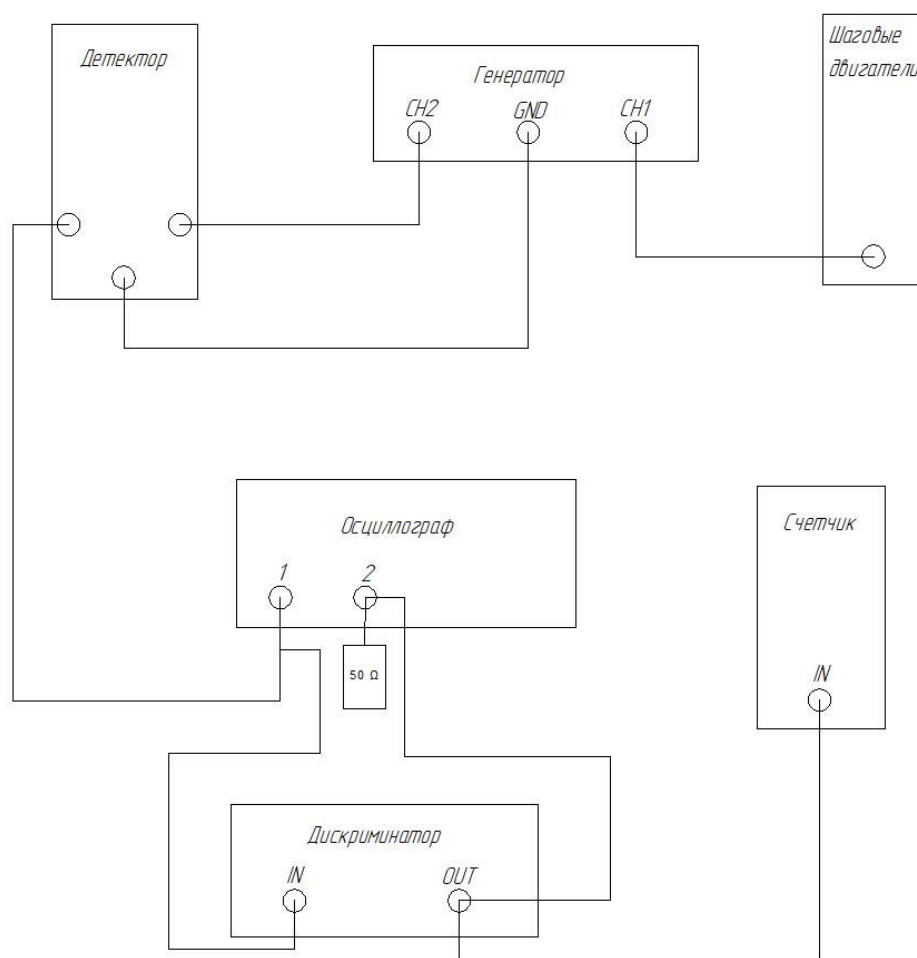 Детектор
Генератор
CH2
GND
CH1
Шаговые
двигатели
Осциллограф
1
2
50 Ω
Счетчик
IN
Дискриминатор
IN
OUT